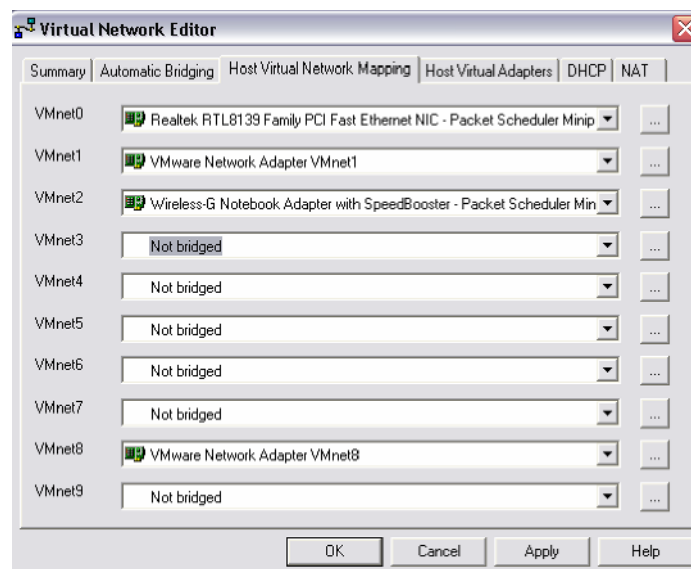 Virtual Network Editor
Summary Automatic Bridging Host Virtual Network Mapping Host Virtual Adapters DHCP NAT
VMnet0 Realtek RTL8139 Family PCI Fast Ethernet NIC - Packet Scheduler Minip ...
VMnet1 VMware Network Adapter VMnet1 ...
VMnet2 Wireless-G Notebook Adapter with SpeedBooster - Packet Scheduler Min ...
VMnet3 Not bridged ...
VMnet4 Not bridged ...
VMnet5 Not bridged ...
VMnet6 Not bridged ...
VMnet7 Not bridged ...
VMnet8 VMware Network Adapter VMnet8 ...
VMnet9 Not bridged ...
OK Cancel Apply Help